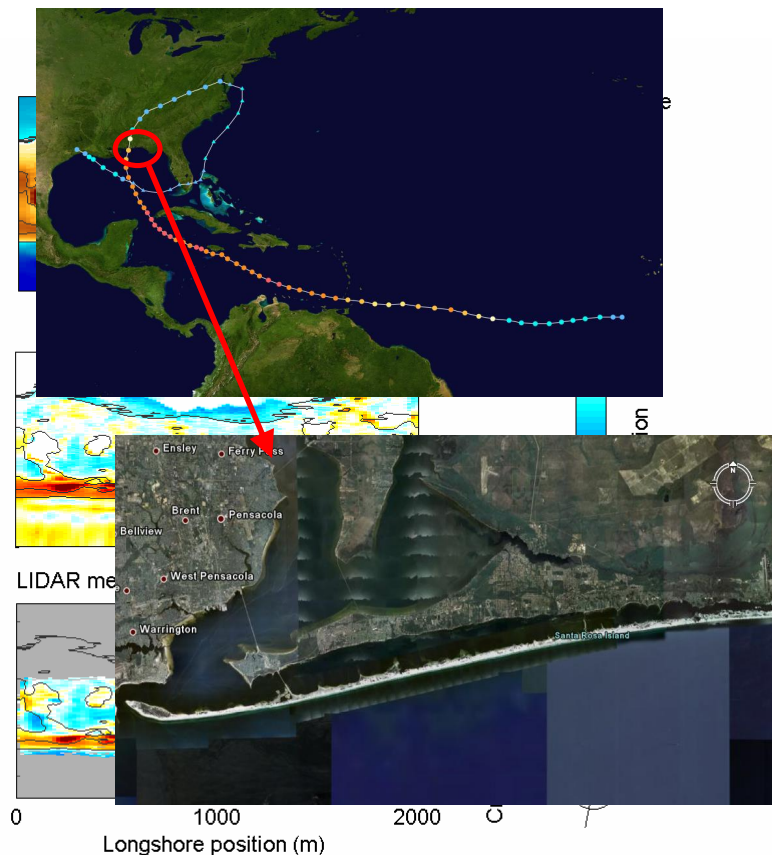 e
ion
Ensley
Ferry Pass
Brent
Pensacola
Bellview
LIDAR me
West Pensacola
e
Warrington
Santa Rosa Island
N
0
1000
2000
Longshore position (m)
C